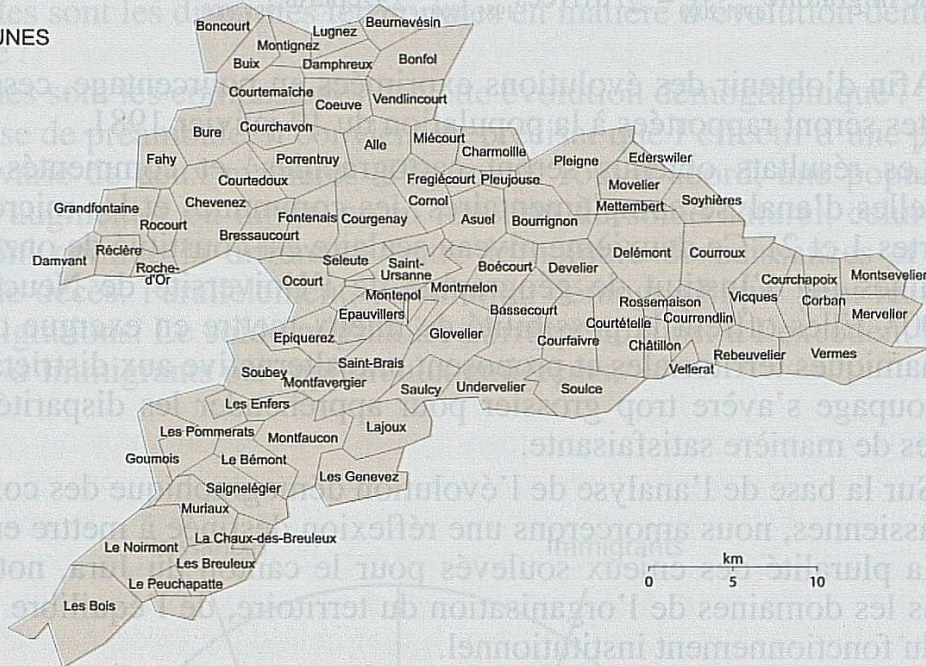 UNES
Boncourt
Lugnez
Beurnevésin
Montignez
Buix
Damphreux
Bonfol
Courtemaîche
Coeuve
Vendlincourt
Bure
Courchavon
Alle
Miécourt
Charmoille
Fahy
Porrentruy
Pleigne
Ederswiler
Courtedoux
Fregiécourt
Pleujouse
Movelier
Chevenez
Cornol
Mettembert
Soyhières
Grandfontaine
Rocourt
Bressaucourt
Fontenais
Courgenay
Asuel
Bourrignon
Damvant
Réclère
Roche-
d'Or
Seleute
Saint-
Ursanne
Delémont
Courroux
Ocourt
Boécourt
Develier
Montsevelier
Montmelon
Montepol
Courchapoix
Vicques
Corban
Mervelier
Epauvillers
Bassecourt
Rossemaison
Courtételle
Courrendlin
Epiquerez
Glovelier
Courfaivre
Châtillon
Rebeuvelier
Vermes
Vellerat
Soubey
Saint-Brais
Montfavergier
Saulcy
Undervelier
Soulce
Les Enfers
Les Pommerats
Montfaucon
Lajoux
Goumois
Le Bémont
Les Genevez
Saignelégier
Muriaux
La Chaux-des-Breuleux
Le Noirmont
Les Breuleux
Le Peuchapatte
Les Bois
km
0 5 10